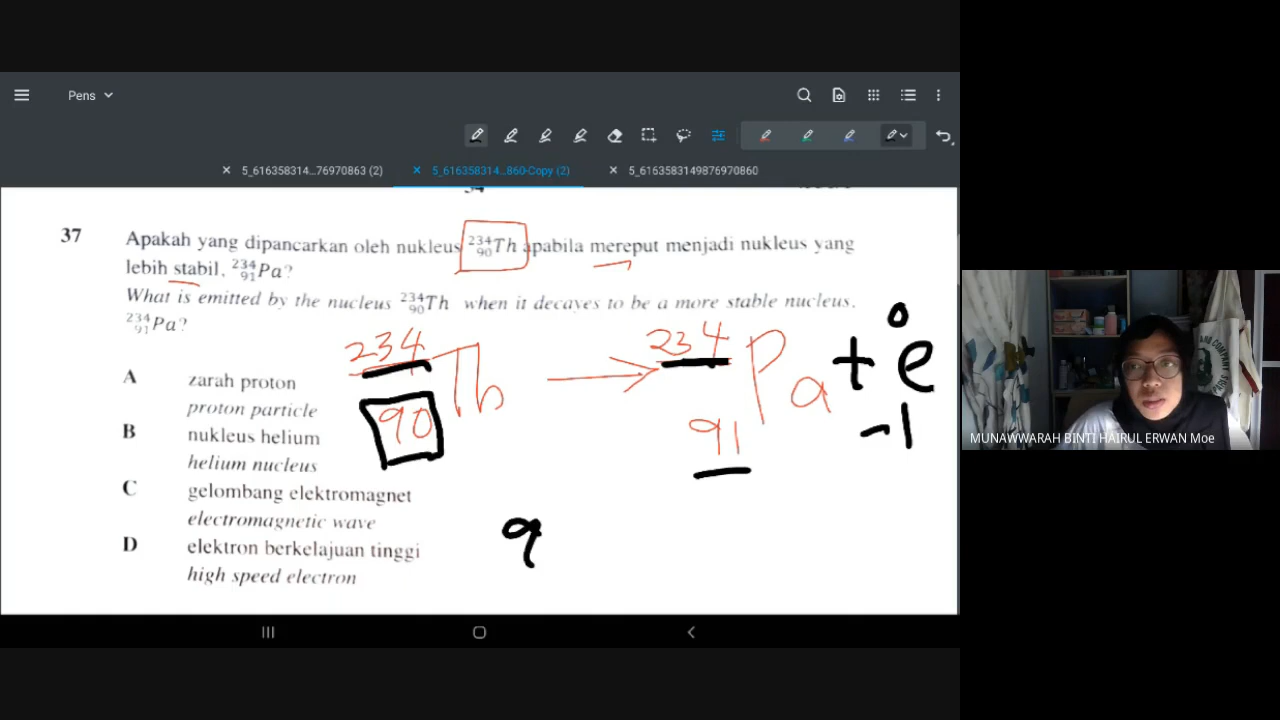 Pens
5_616358314...76970863 (2)
5_616358314...860-Copy (2)
5_6163583149876970860
37
Apakah yang dipancarkan oleh nukleus ²³⁴₉₀Th apabila mereput menjadi nukleus yang
lebih stabil, ²³⁴₉₁Pa?
What is emitted by the nucleus ²³⁴₉₀Th when it decays to be a more stable nucleus.
²³⁴₉₁Pa?
²³⁴₉₀Th → ²³⁴₉₁Pa + ⁰₋₁e
A zarah proton
proton particle
B nukleus helium
helium nucleus
C gelombang elektromagnet
electromagnetic wave
D elektron berkelajuan tinggi
high speed electron
9
MUNAWWARAH BINTI HAIRUL ERWAN Moe